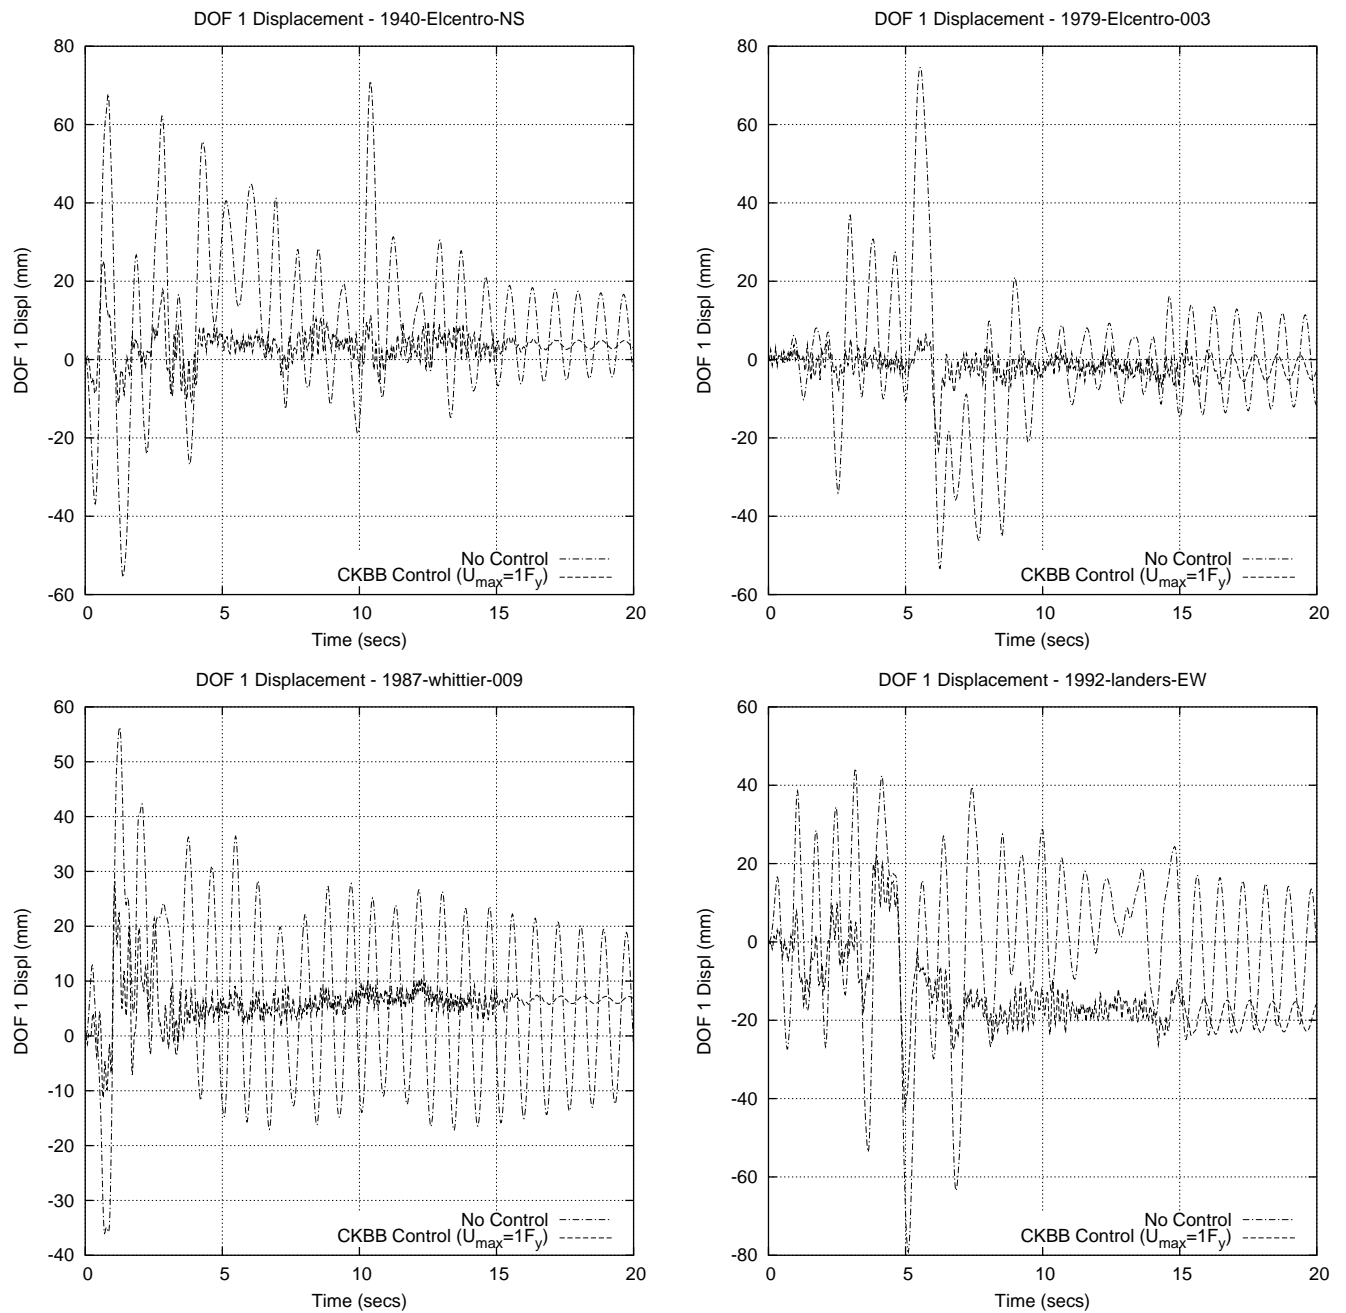 DOF 1 Displacement - 1940-Elcentro-NS
80
60
40
20
0
-20
-40
-60
DOF 1 Displ (mm)
No Control
CKBB Control (Umax=1Fy)
0 5 10 15 20
Time (secs)
DOF 1 Displacement - 1979-Elcentro-003
80
60
40
20
0
-20
-40
-60
DOF 1 Displ (mm)
No Control
CKBB Control (Umax=1Fy)
0 5 10 15 20
Time (secs)
DOF 1 Displacement - 1987-whittier-009
60
50
40
30
20
10
0
-10
-20
-30
-40
DOF 1 Displ (mm)
No Control
CKBB Control (Umax=1Fy)
0 5 10 15 20
Time (secs)
DOF 1 Displacement - 1992-landers-EW
60
40
20
0
-20
-40
-60
-80
DOF 1 Displ (mm)
No Control
CKBB Control (Umax=1Fy)
0 5 10 15 20
Time (secs)